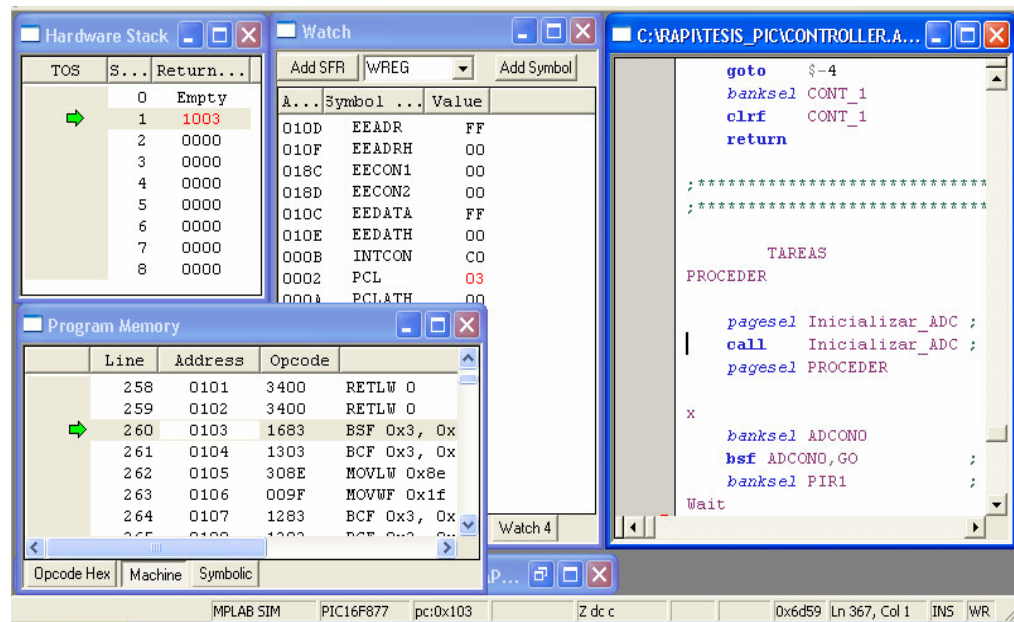 Hardware Stack
TOS S... Return...
0 Empty
1 1003
2 0000
3 0000
4 0000
5 0000
6 0000
7 0000
8 0000
Watch
Add SFR WREG Add Symbol
A... Symbol ... Value
010D EEADR FF
010F EEADRH 00
018C EECON1 00
018D EECON2 00
010C EEDATA FF
010E EEDATH 00
000B INTCON C0
0002 PCL 03
000A PCLATH 00
Watch 4
C:\RAPI\TESIS_PIC\CONTROLLER.A...
goto $-4
banksel CONT_1
clrf CONT_1
return
;*****************************
;*****************************
TAREAS
PROCEDER
pagesel Inicializar_ADC ;
call Inicializar_ADC ;
pagesel PROCEDER
x
banksel ADCON0
bsf ADCON0,GO ;
banksel PIR1 ;
Wait
Program Memory
Line Address Opcode
258 0101 3400 RETLW 0
259 0102 3400 RETLW 0
260 0103 1683 BSF 0x3, 0x
261 0104 1303 BCF 0x3, 0x
262 0105 308E MOVLW 0x8e
263 0106 009F MOVWF 0x1f
264 0107 1283 BCF 0x3, 0x
Opcode Hex Machine Symbolic
P...
MPLAB SIM PIC16F877 pc:0x103 Z dc c 0x6d59 Ln 367, Col 1 INS WR